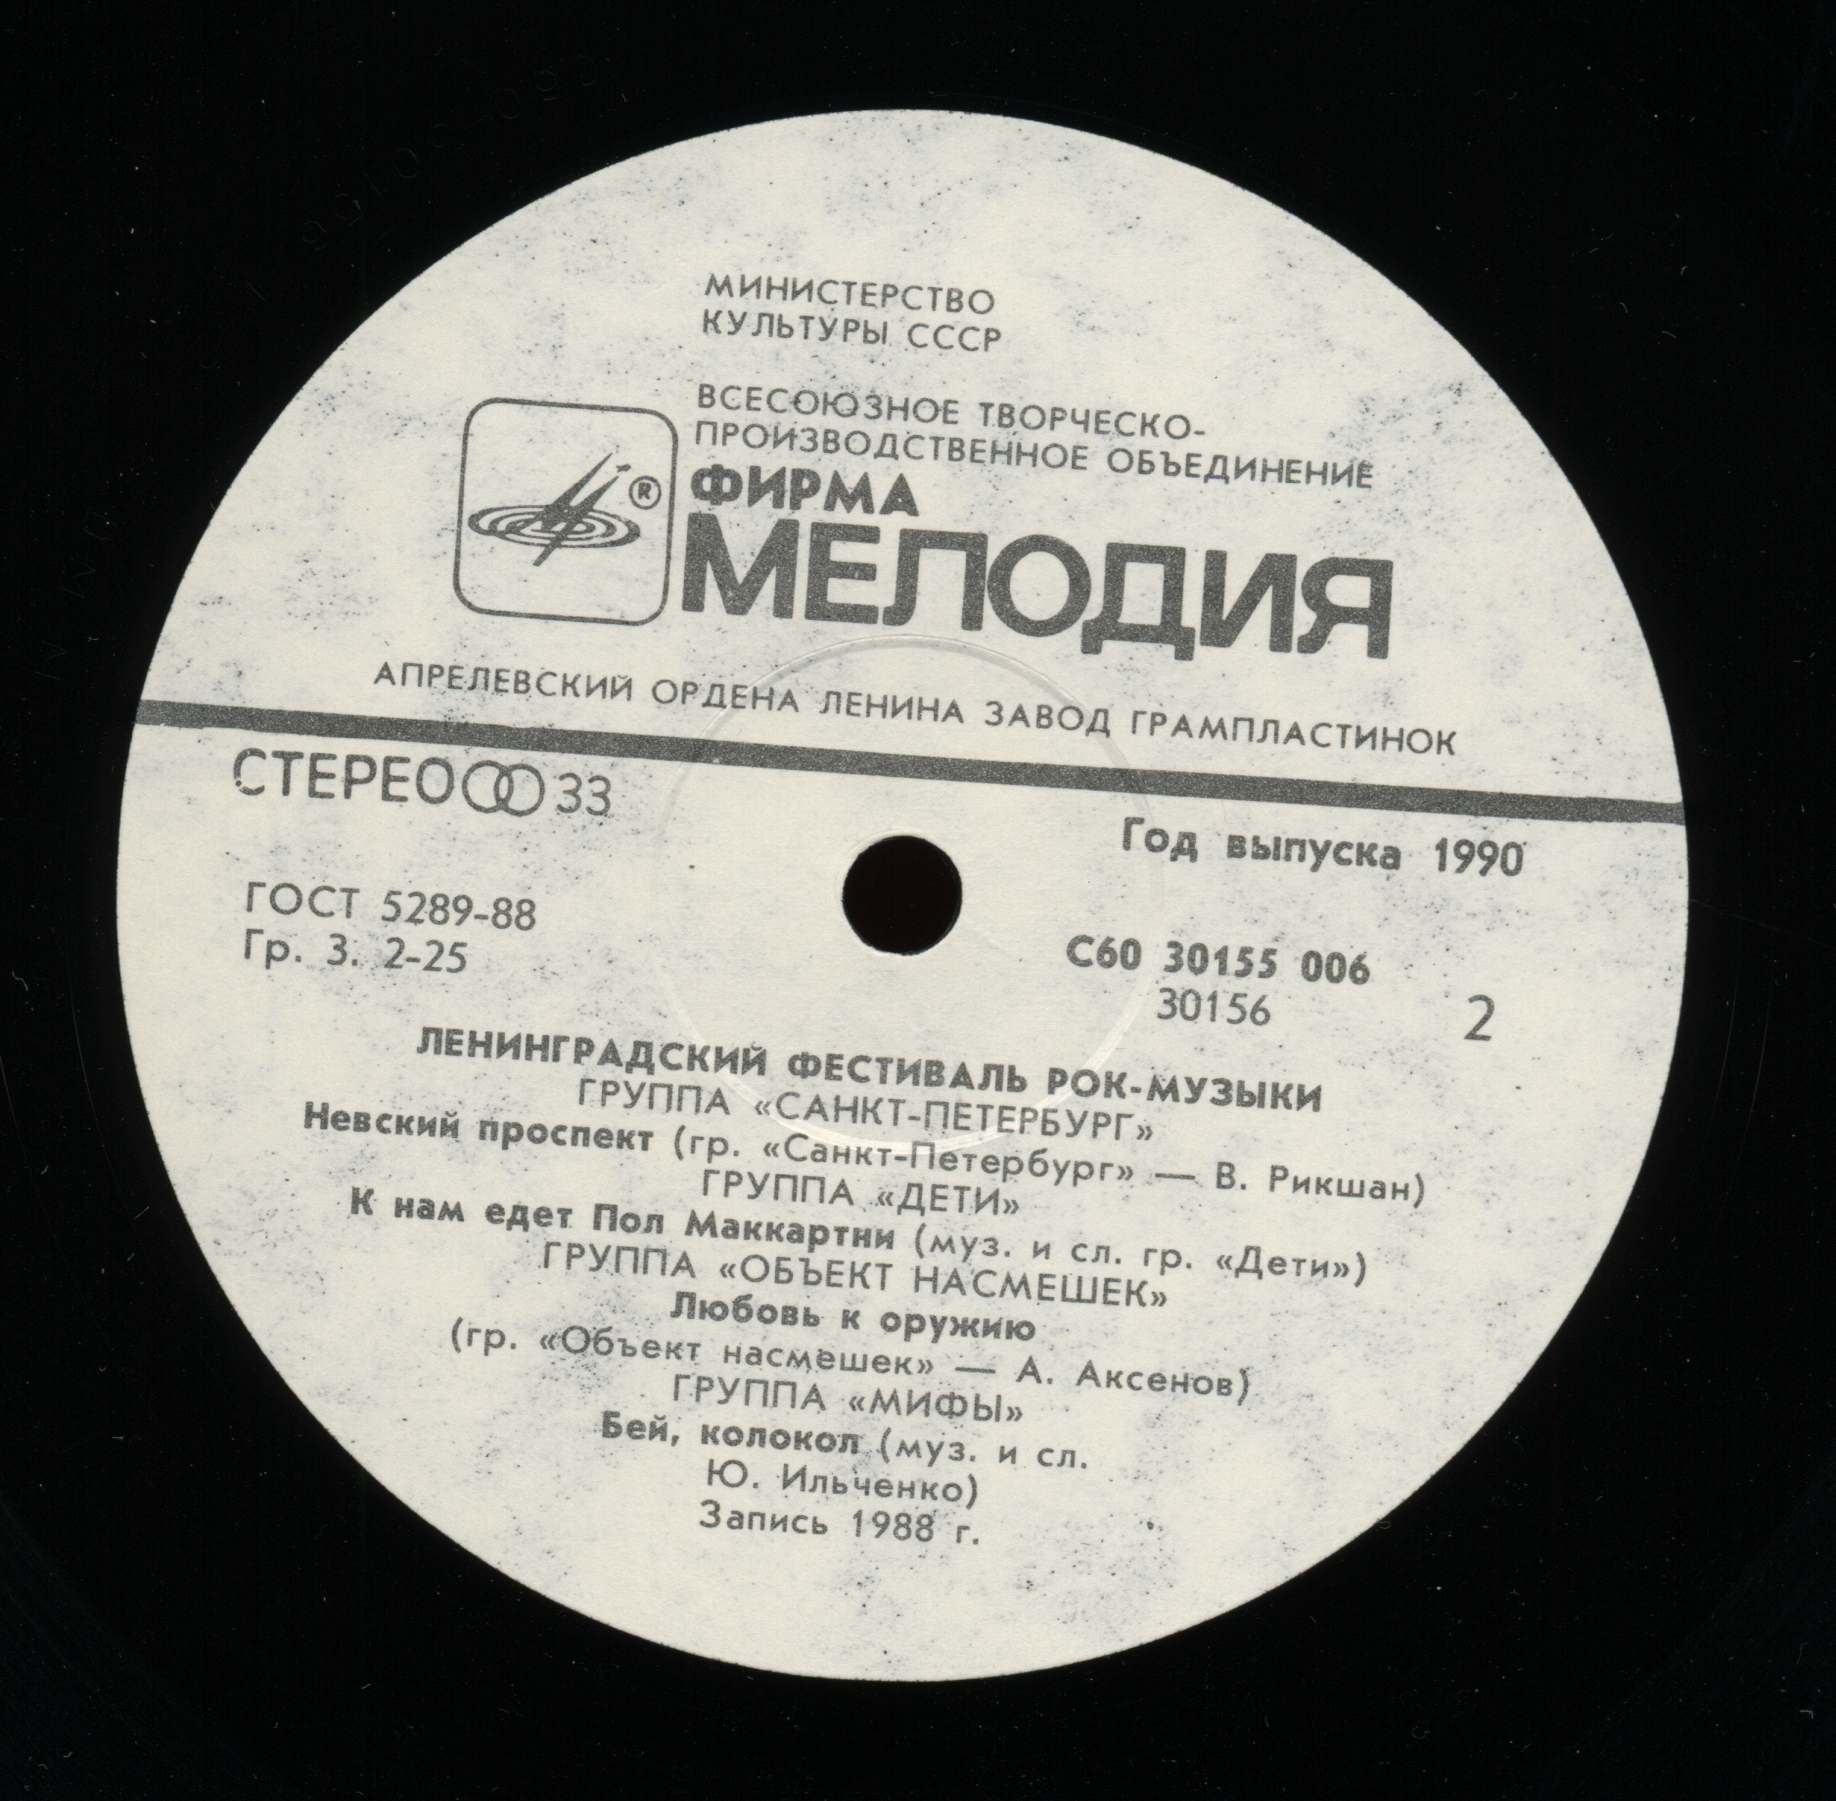 МИНИСТЕРСТВО
КУЛЬТУРЫ СССР
ВСЕСОЮЗНОЕ ТВОРЧЕСКО-
ПРОИЗВОДСТВЕННОЕ ОБЪЕДИНЕНИЕ
®
ФИРМА
МЕЛОДИЯ
АПРЕЛЕВСКИЙ ОРДЕНА ЛЕНИНА ЗАВОД ГРАМПЛАСТИНОК
СТЕРЕО 33
Год выпуска 1990
ГОСТ 5289-88
Гр. 3. 2-25
С60 30155 006
30156
2
ЛЕНИНГРАДСКИЙ ФЕСТИВАЛЬ РОК-МУЗЫКИ
ГРУППА «САНКТ-ПЕТЕРБУРГ»
Невский проспект (гр. «Санкт-Петербург» — В. Рикшан)
ГРУППА «ДЕТИ»
К нам едет Пол Маккартни (муз. и сл. гр. «Дети»)
ГРУППА «ОБЪЕКТ НАСМЕШЕК»
Любовь к оружию
(гр. «Объект насмешек» — А. Аксенов)
ГРУППА «МИФЫ»
Бей, колокол (муз. и сл.
Ю. Ильченко)
Запись 1988 г.